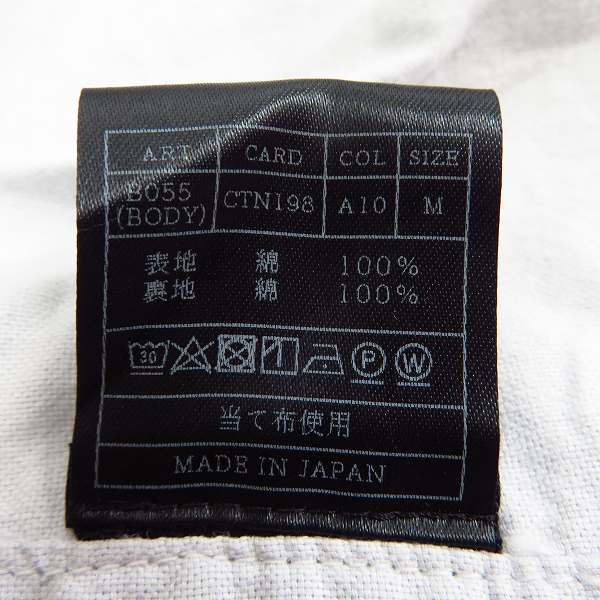 ART CARD COL SIZE
B055 (BODY) CTN198 A10 M
表地 綿 100%
裏地 綿 100%
30 P W
当て布使用
MADE IN JAPAN